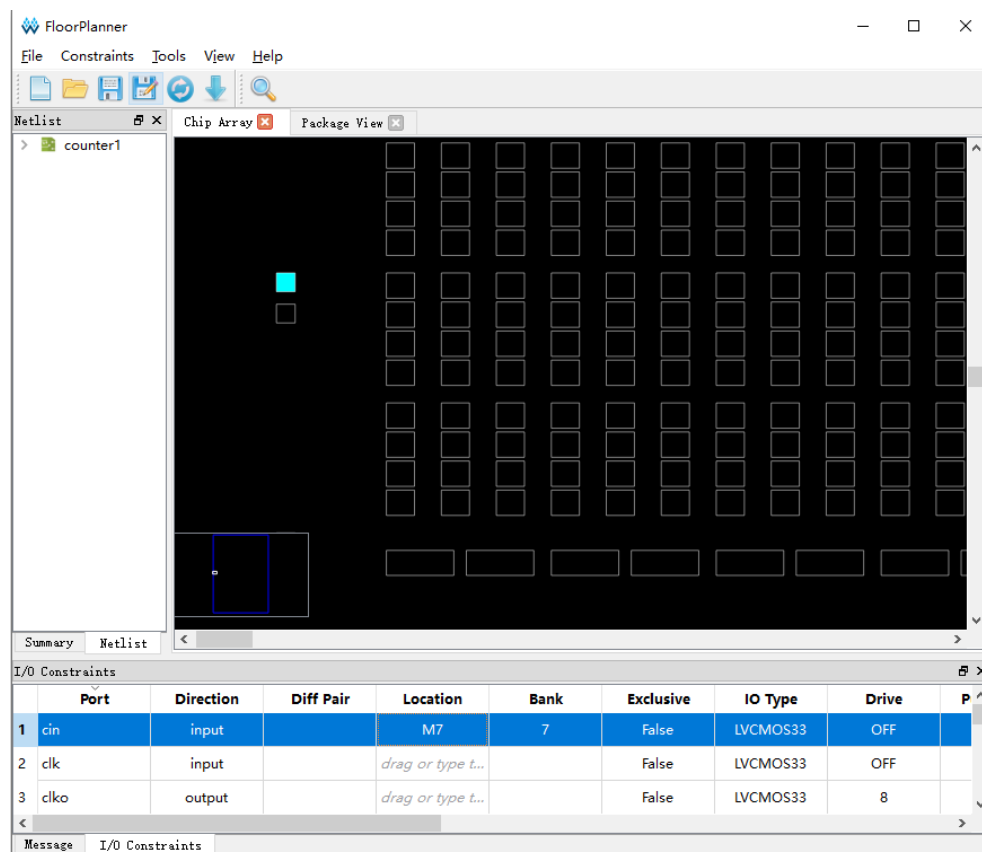 FloorPlanner
File Constraints Tools View Help
Netlist
Chip Array Package View
counter1
Summary Netlist
I/O Constraints
Port Direction Diff Pair Location Bank Exclusive IO Type Drive P
1 cin input M7 7 False LVCMOS33 OFF
2 clk input drag or type t... False LVCMOS33 OFF
3 clko output drag or type t... False LVCMOS33 8
Message I/O Constraints